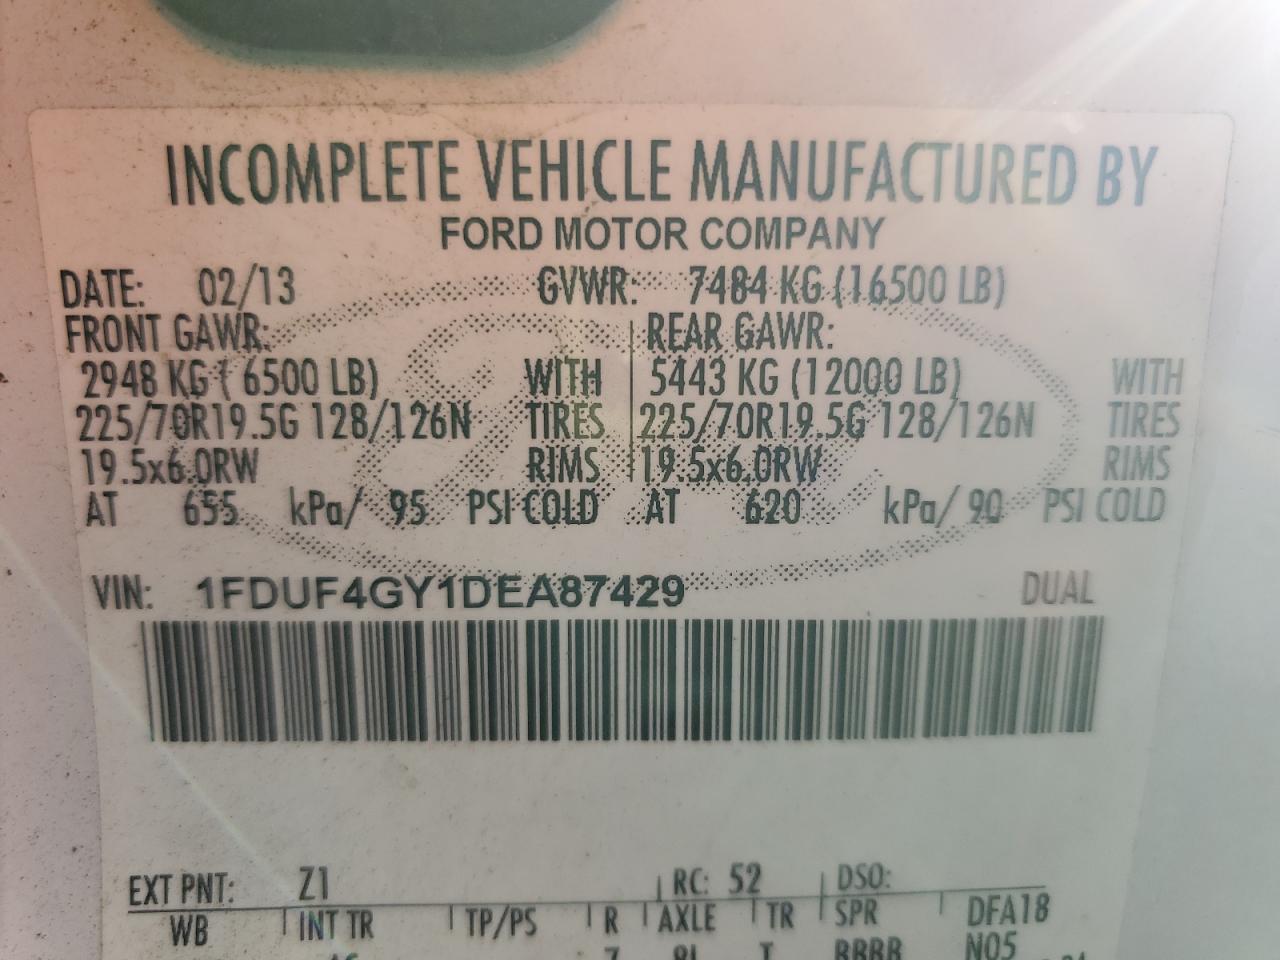 INCOMPLETE VEHICLE MANUFACTURED BY
FORD MOTOR COMPANY
DATE: 02/13 GVWR: 7484 KG (16500 LB)
FRONT GAWR: REAR GAWR:
2948 KG ( 6500 LB) WITH 5443 KG (12000 LB) WITH
225/70R19.5G 128/126N TIRES 225/70R19.5G 128/126N TIRES
19.5x6.0RW RIMS 19.5x6.0RW RIMS
AT 655 kPa/ 95 PSI COLD AT 620 kPa/ 90 PSI COLD
VIN: 1FDUF4GY1DEA87429 DUAL
EXT PNT: Z1 RC: 52 DSO:
WB INT TR TP/PS R AXLE TR SPR DFA18
7 T BBBB N05